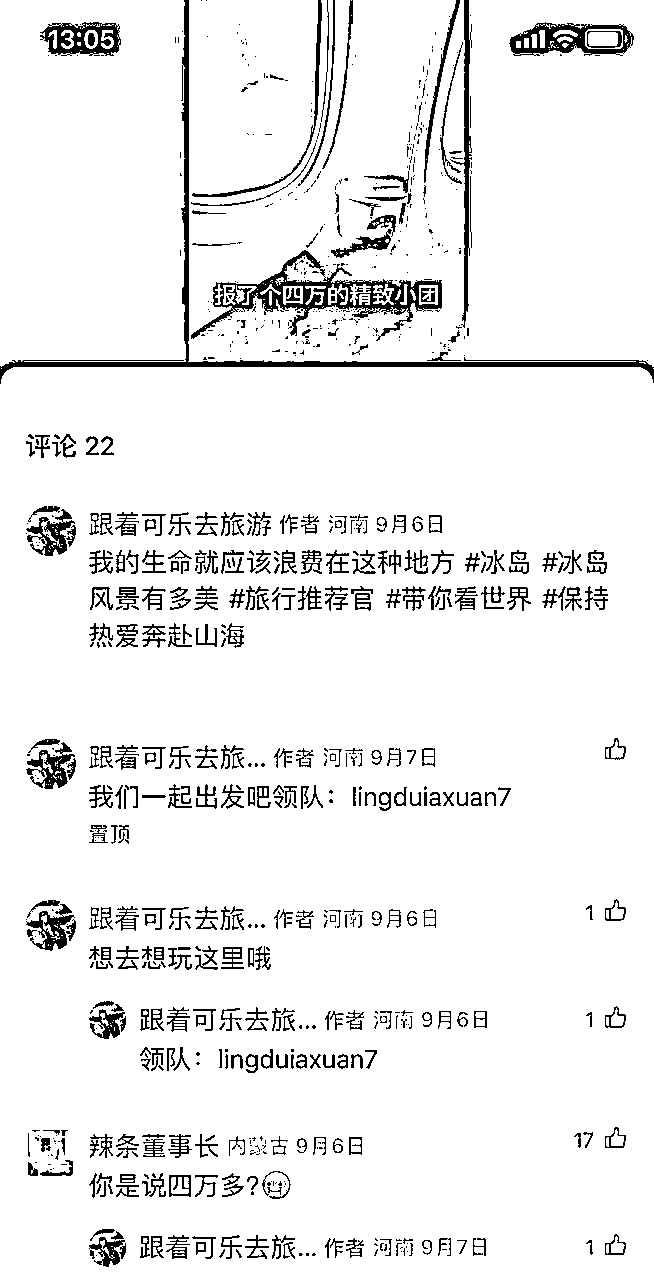 13:05
报了个四万的精致小团
评论 22
跟着可乐去旅游 作者 河南 9月6日
我的生命就应该浪费在这种地方 #冰岛 #冰岛
风景有多美 #旅行推荐官 #带你看世界 #保持
热爱奔赴山海
跟着可乐去旅... 作者 河南 9月7日
我们一起出发吧领队：lingduiaxuan7
置顶
跟着可乐去旅... 作者 河南 9月6日 1
想去想玩这里哦
跟着可乐去旅... 作者 河南 9月6日 1
领队：lingduiaxuan7
辣条董事长 内蒙古 9月6日 17
你是说四万多?
跟着可乐去旅... 作者 河南 9月7日 1